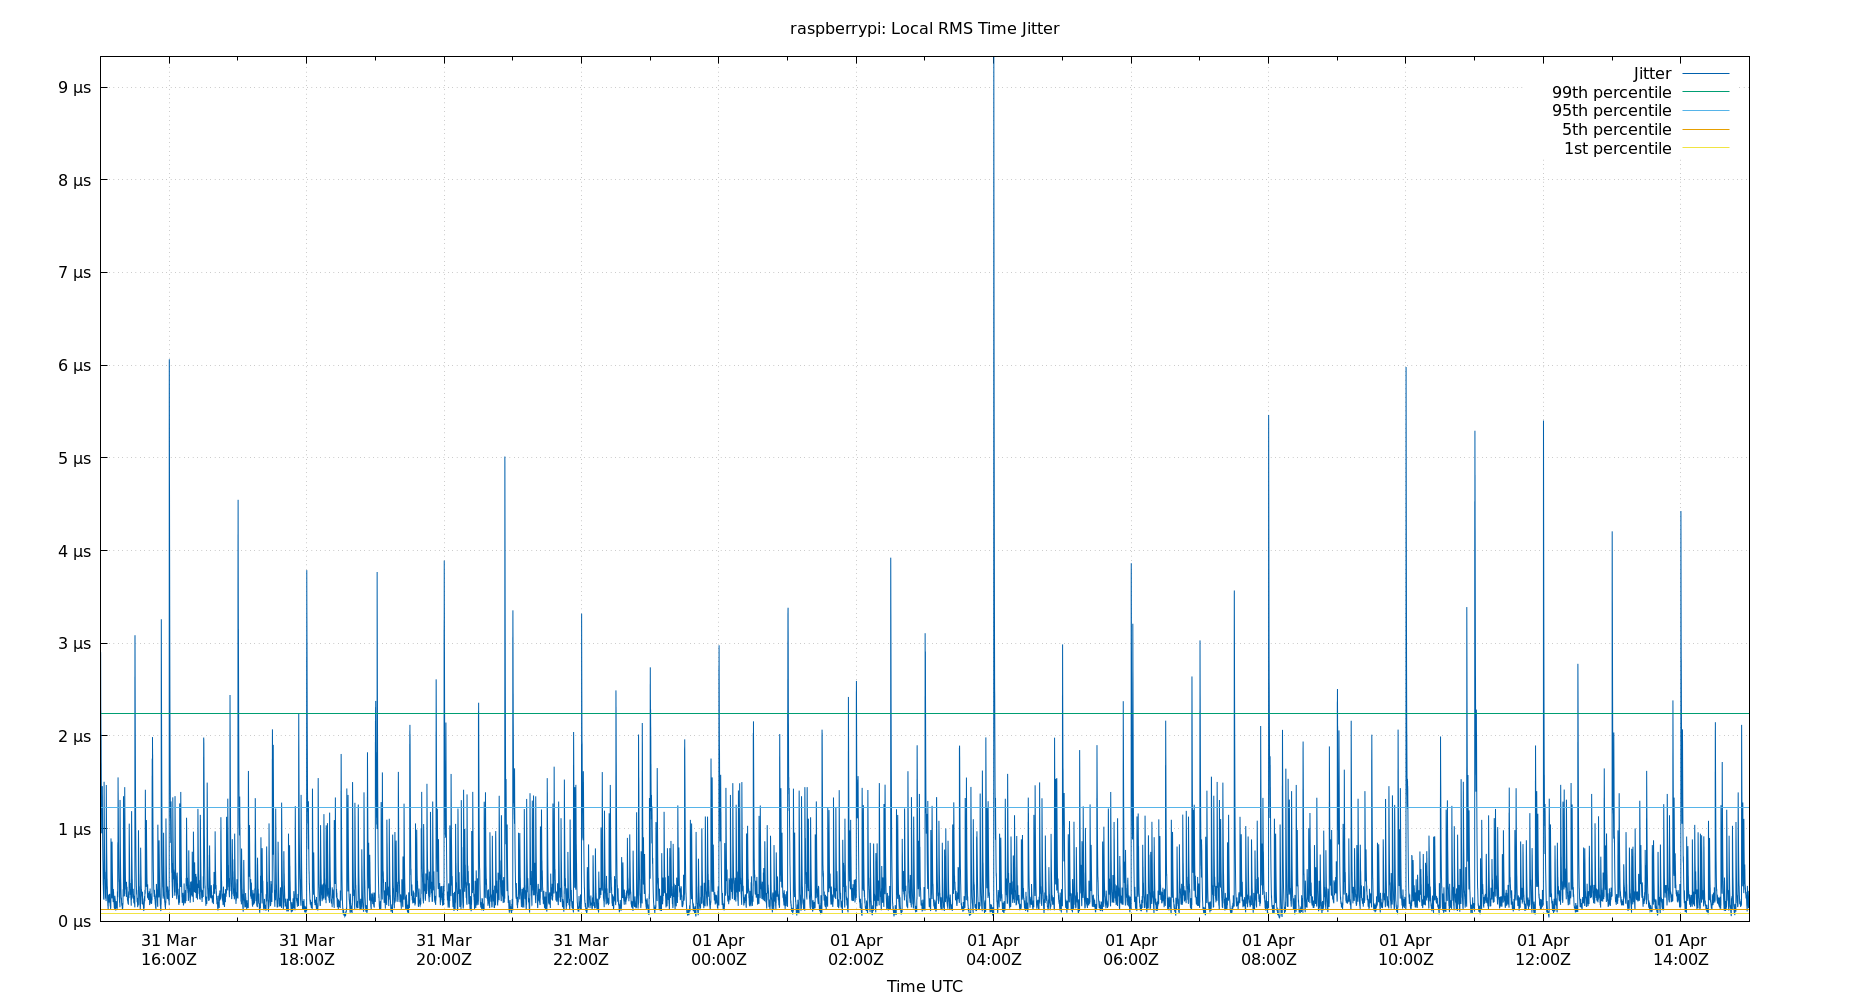 raspberrypi: Local RMS Time Jitter
Jitter
99th percentile
95th percentile
5th percentile
1st percentile
9 µs
8 µs
7 µs
6 µs
5 µs
4 µs
3 µs
2 µs
1 µs
0 µs
31 Mar 31 Mar 31 Mar 31 Mar 01 Apr 01 Apr 01 Apr 01 Apr 01 Apr 01 Apr 01 Apr 01 Apr
16:00Z 18:00Z 20:00Z 22:00Z 00:00Z 02:00Z 04:00Z 06:00Z 08:00Z 10:00Z 12:00Z 14:00Z
Time UTC